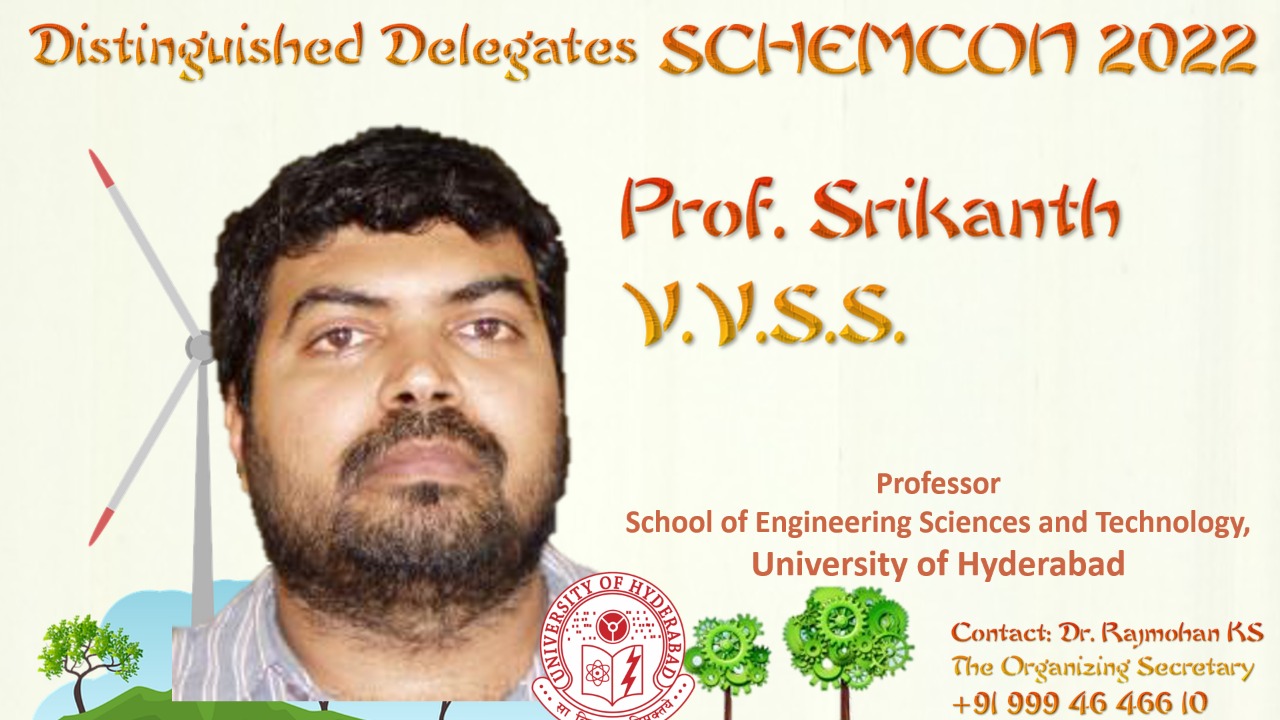 Distinguished Delegates SCHEMCON 2022
Prof. Srikanth
V.V.S.S.
Professor
School of Engineering Sciences and Technology,
University of Hyderabad
UNIVERSITY OF HYDERABAD
Contact: Dr. Rajmohan KS
The Organizing Secretary
+91 999 46 466 10